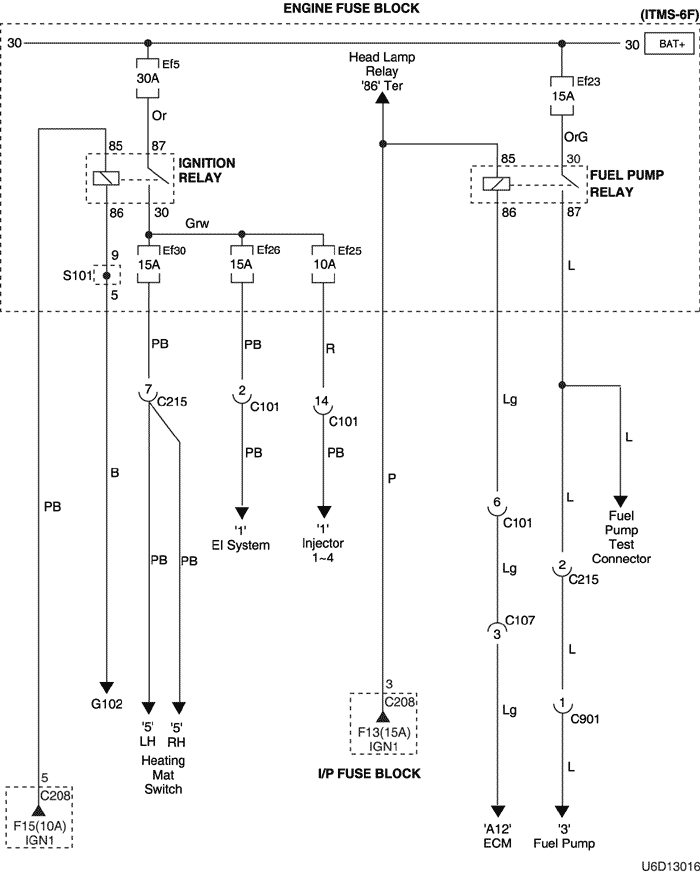 ENGINE FUSE BLOCK
(ITMS-6F)
30
30
BAT+
Ef5
30A
Or
Head Lamp
Relay
'86' Ter
Ef23
15A
OrG
85
87
IGNITION
RELAY
86
30
85
30
FUEL PUMP
RELAY
86
87
Grw
S101
9
5
Ef30
15A
Ef26
15A
Ef25
10A
L
PB
PB
R
7
C215
2
C101
14
C101
Lg
PB
PB
L
L
PB
B
P
6
C101
'1'
EI System
'1'
Injector
1~4
Fuel
Pump
Test
Connector
PB
PB
Lg
2
C215
C107
3
L
G102
3
C208
F13(15A)
IGN1
I/P FUSE BLOCK
Lg
1
C901
'5'
LH
'5'
RH
Heating
Mat
Switch
L
5
C208
F15(10A)
IGN1
'A12'
ECM
'3'
Fuel Pump
U6D13016